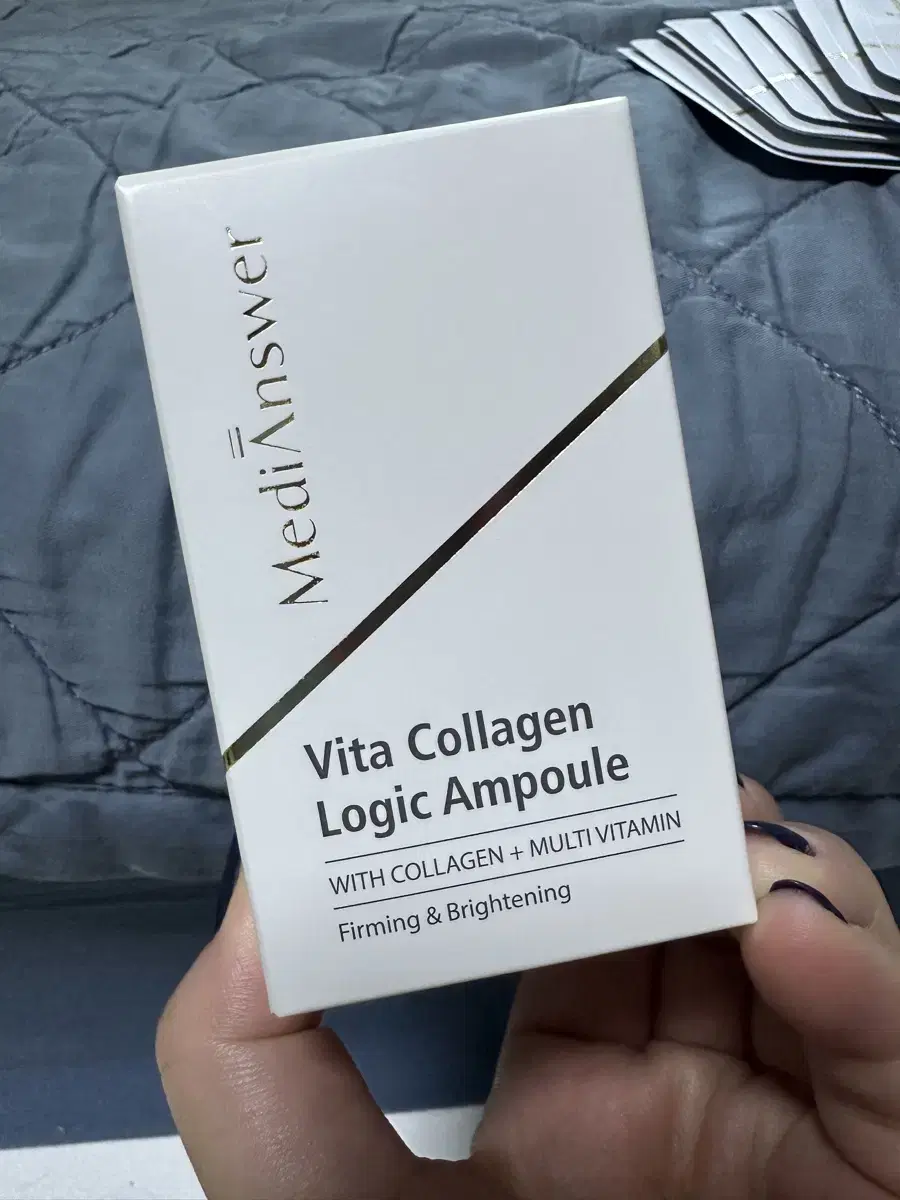 MediAnswer
Vita Collagen
Logic Ampoule
WITH COLLAGEN + MULTI VITAMIN
Firming & Brightening